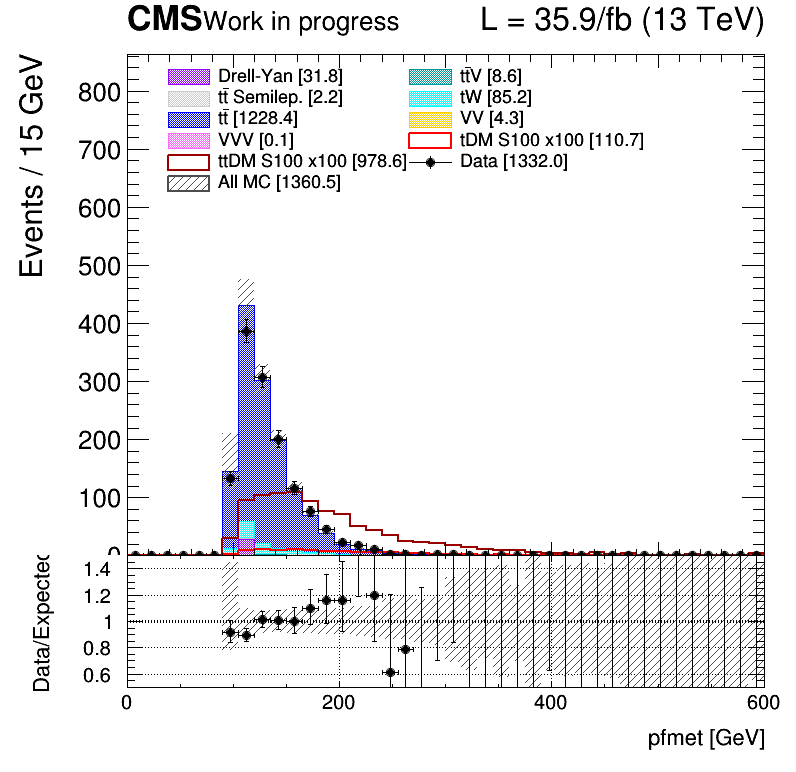 CMS Work in progress L = 35.9/fb (13 TeV)
Events / 15 GeV
800
700
600
500
400
300
200
100
0
Drell-Yan [31.8] tt̄V [8.6]
tt̄ Semilep. [2.2] tW [85.2]
tt̄ [1228.4] VV [4.3]
VVV [0.1] tDM S100 x100 [110.7]
ttDM S100 x100 [978.6] Data [1332.0]
All MC [1360.5]
Data/Expected
1.4
1.2
1
0.8
0.6
0 200 400 600
pfmet [GeV]